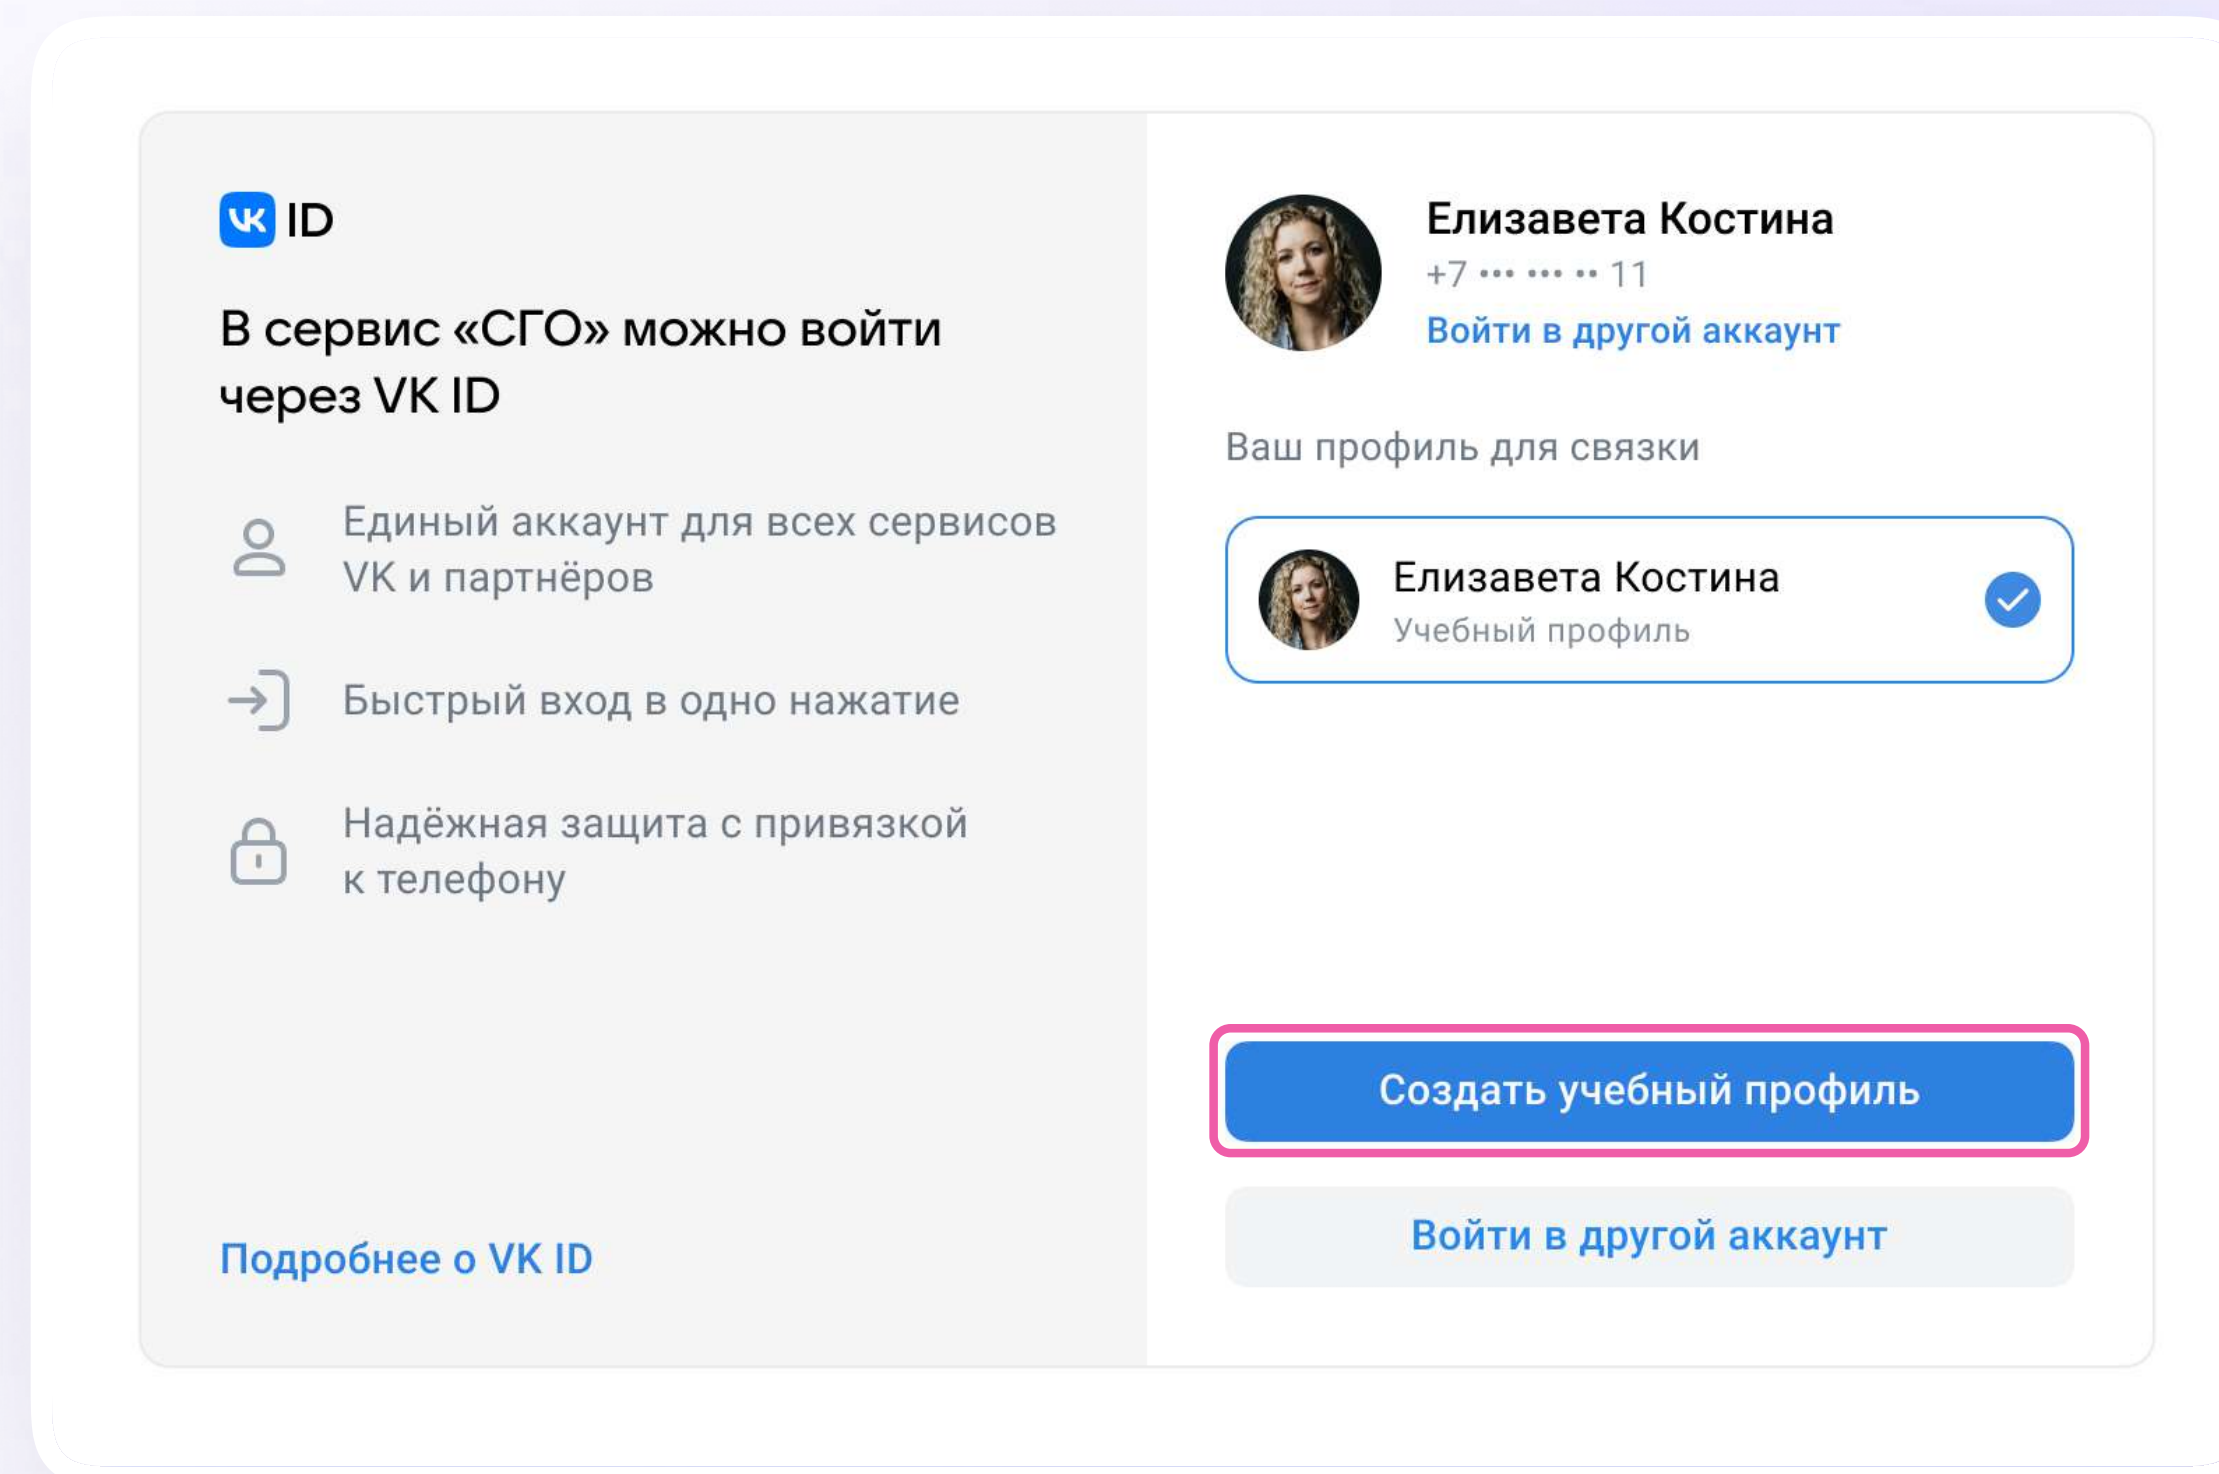 VK ID
В сервис «СГО» можно войти
через VK ID
Единый аккаунт для всех сервисов
VK и партнёров
Быстрый вход в одно нажатие
Надёжная защита с привязкой
к телефону
Подробнее о VK ID
Елизавета Костина
+7 ••• ••• •• 11
Войти в другой аккаунт
Ваш профиль для связки
Елизавета Костина
Учебный профиль
Создать учебный профиль
Войти в другой аккаунт